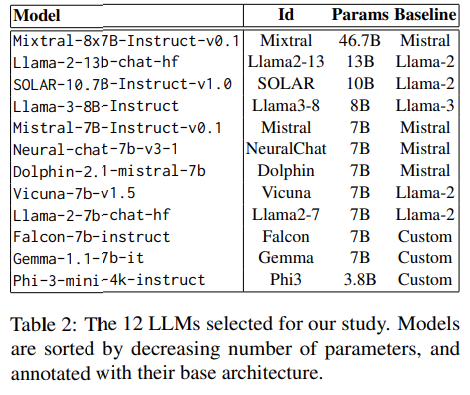 Model Id Params Baseline
Mixtral-8x7B-Instruct-v0.1 Mixtral 46.7B Mistral
Llama-2-13b-chat-hf Llama2-13 13B Llama-2
SOLAR-10.7B-Instruct-v1.0 SOLAR 10B Llama-2
Llama-3-8B-Instruct Llama3-8 8B Llama-3
Mistral-7B-Instruct-v0.1 Mistral 7B Mistral
Neural-chat-7b-v3-1 NeuralChat 7B Mistral
Dolphin-2.1-mistral-7b Dolphin 7B Mistral
Vicuna-7b-v1.5 Vicuna 7B Llama-2
Llama-2-7b-chat-hf Llama2-7 7B Llama-2
Falcon-7b-instruct Falcon 7B Custom
Gemma-1.1-7b-it Gemma 7B Custom
Phi-3-mini-4k-instruct Phi3 3.8B Custom
Table 2: The 12 LLMs selected for our study. Models
are sorted by decreasing number of parameters, and
annotated with their base architecture.